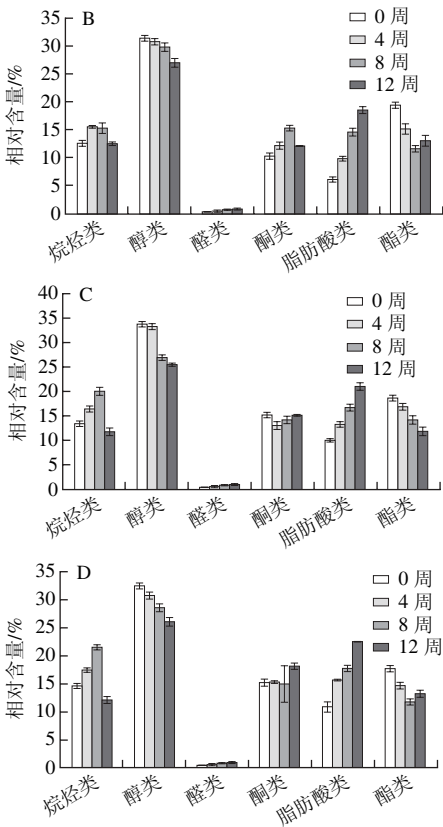 B
0 周
4 周
8 周
12 周
相对含量/%
35
30
25
20
15
10
5
0
烷烃类
醇类
醛类
酮类
脂肪酸类
酯类
C
0 周
4 周
8 周
12 周
相对含量/%
40
35
30
25
20
15
10
5
0
烷烃类
醇类
醛类
酮类
脂肪酸类
酯类
D
0 周
4 周
8 周
12 周
相对含量/%
35
30
25
20
15
10
5
0
烷烃类
醇类
醛类
酮类
脂肪酸类
酯类